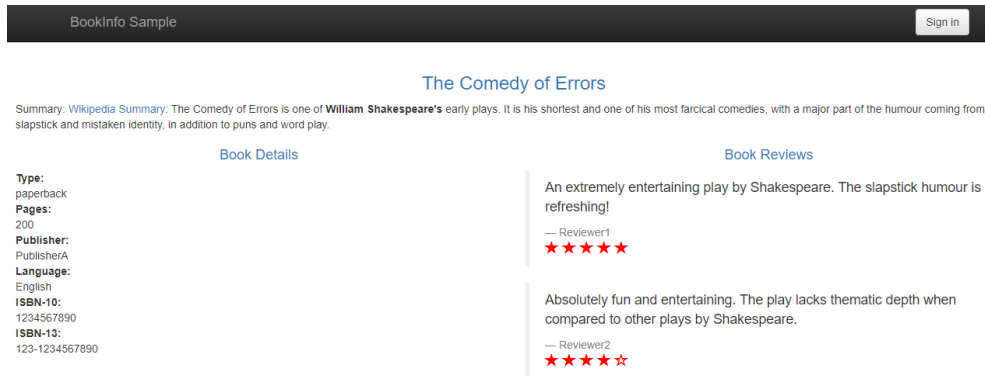 BookInfo Sample
Sign in
The Comedy of Errors
Summary: Wikipedia Summary: The Comedy of Errors is one of William Shakespeare's early plays. It is his shortest and one of his most farcical comedies, with a major part of the humour coming from
slapstick and mistaken identity, in addition to puns and word play.
Book Details
Type:
paperback
Pages:
200
Publisher:
PublisherA
Language:
English
ISBN-10:
1234567890
ISBN-13:
123-1234567890
Book Reviews
An extremely entertaining play by Shakespeare. The slapstick humour is
refreshing!
— Reviewer1
★★★★★
Absolutely fun and entertaining. The play lacks thematic depth when
compared to other plays by Shakespeare.
— Reviewer2
★★★★☆